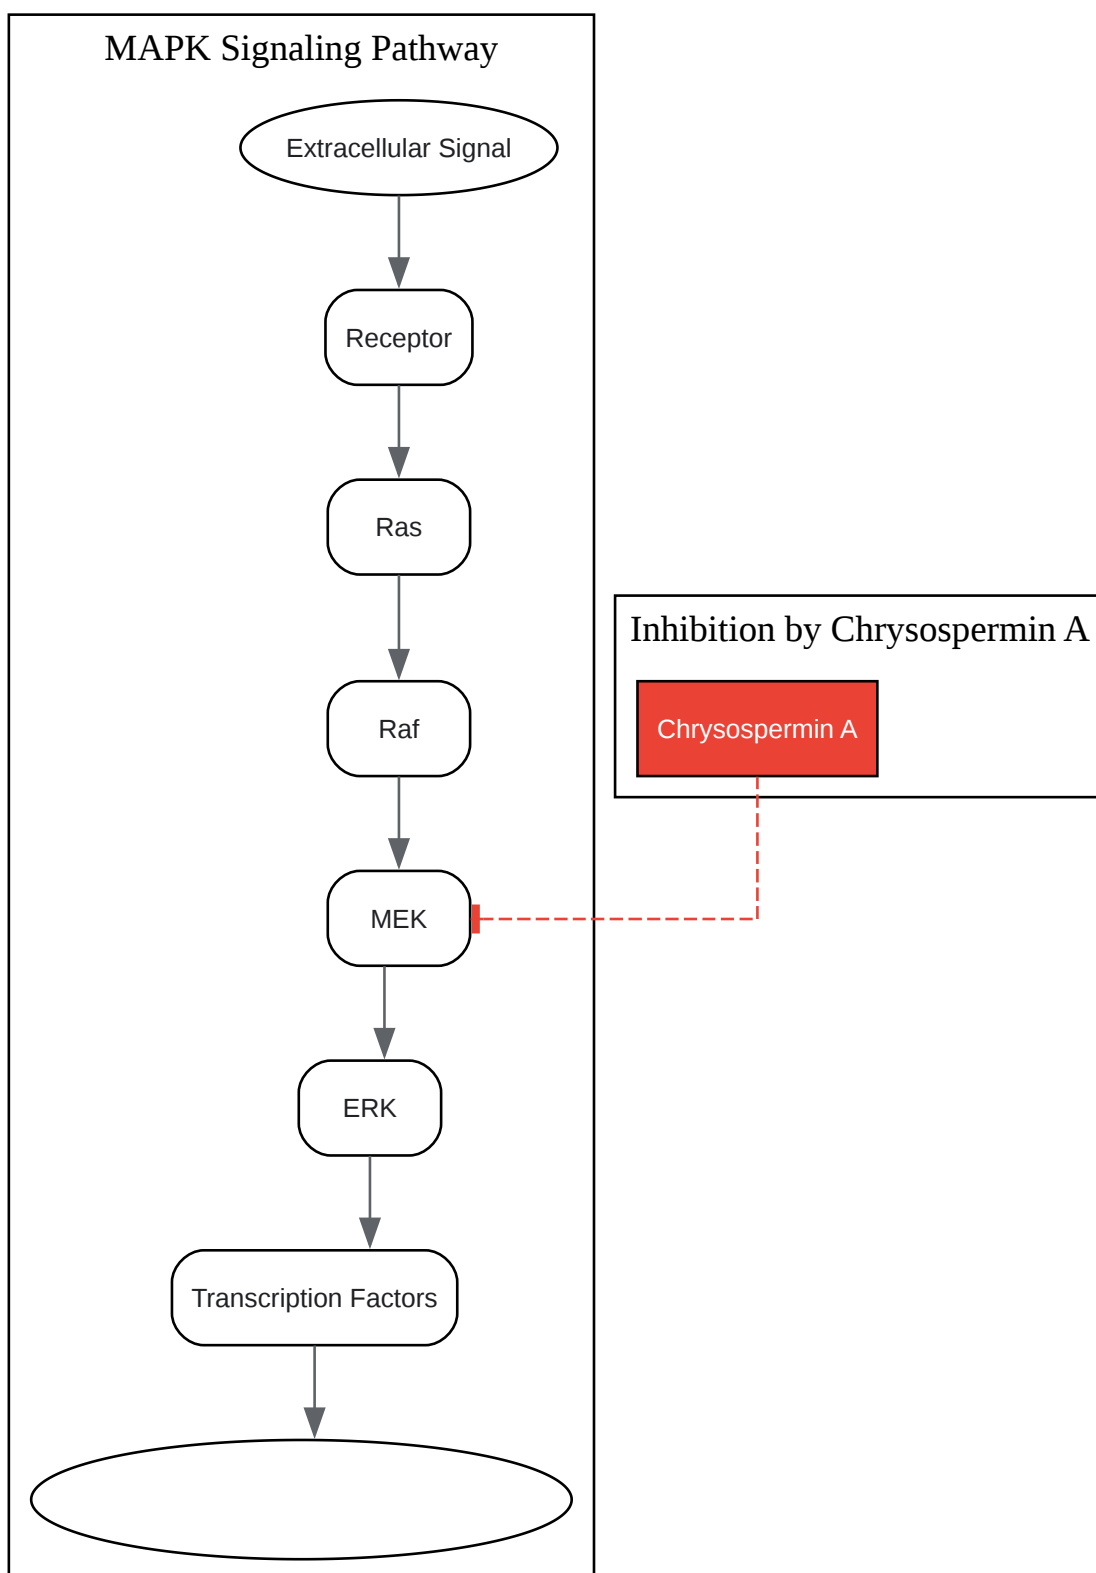 MAPK Signaling Pathway
Extracellular Signal
Receptor
Ras
Raf
MEK
ERK
Transcription Factors
Inhibition by Chrysospermin A
Chrysospermin A